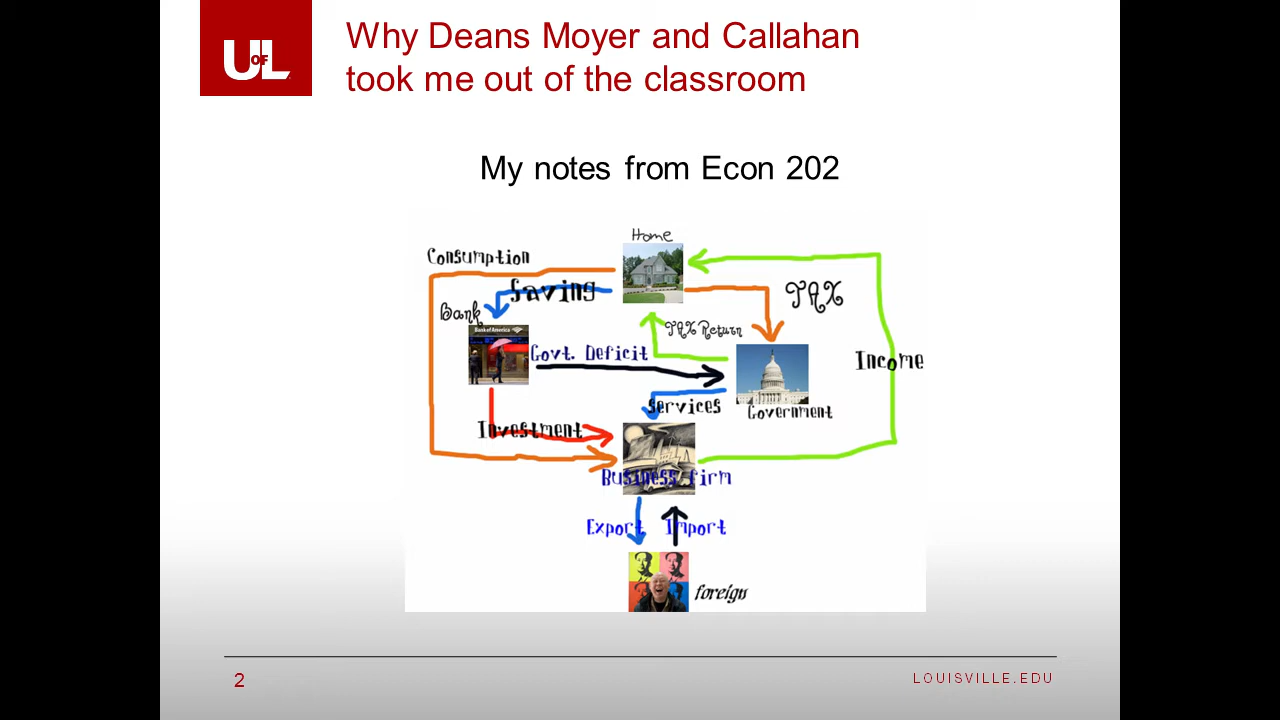 UofL
Why Deans Moyer and Callahan
took me out of the classroom
My notes from Econ 202
Home
Consumption
Saving
TAX
Bank
BankofAmerica
TAX Return
Govt. Deficit
Income
Services
Government
Investment
Business firm
Export Import
foreign
2
LOUISVILLE.EDU